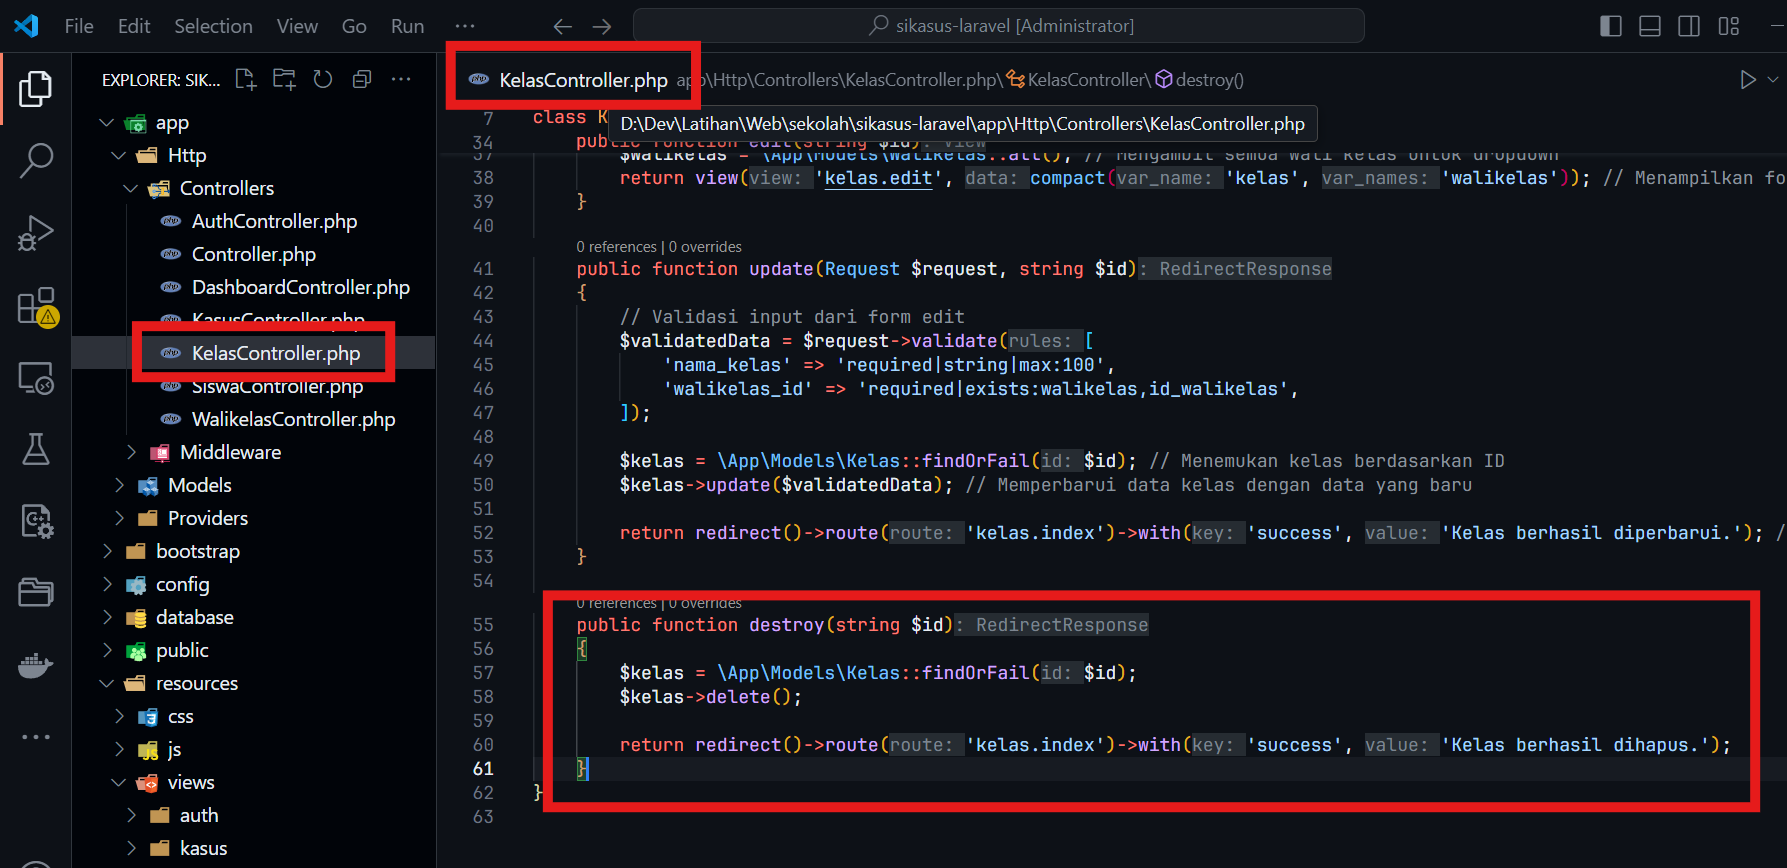 File Edit Selection View Go Run ... sikasus-laravel [Administrator]
EXPLORER: SIK...
app
Http
Controllers
AuthController.php
Controller.php
DashboardController.php
KasusController.php
KelasController.php
SiswaController.php
WalikelasController.php
Middleware
Models
Providers
bootstrap
config
database
public
resources
css
js
views
auth
kasus
KelasController.php app\Http\Controllers\KelasController.php\KelasController\destroy()
D:\Dev\Latihan\Web\sekolah\sikasus-laravel\app\Http\Controllers\KelasController.php
7 class K
34 public function edit(string $id): View
37 $walikelas = \App\Models\Walikelas::all(); // Mengambil semua wali kelas untuk dropdown
38 return view(view: 'kelas.edit', data: compact(var_name: 'kelas', var_names: 'walikelas')); // Menampilkan fo
39 }
40
0 references | 0 overrides
41 public function update(Request $request, string $id): RedirectResponse
42 {
43 // Validasi input dari form edit
44 $validatedData = $request->validate(rules: [
45 'nama_kelas' => 'required|string|max:100',
46 'walikelas_id' => 'required|exists:walikelas,id_walikelas',
47 ]);
48
49 $kelas = \App\Models\Kelas::findOrFail(id: $id); // Menemukan kelas berdasarkan ID
50 $kelas->update($validatedData); // Memperbarui data kelas dengan data yang baru
51
52 return redirect()->route(route: 'kelas.index')->with(key: 'success', value: 'Kelas berhasil diperbarui.'); /
53 }
54
0 references | 0 overrides
55 public function destroy(string $id): RedirectResponse
56 {
57 $kelas = \App\Models\Kelas::findOrFail(id: $id);
58 $kelas->delete();
59
60 return redirect()->route(route: 'kelas.index')->with(key: 'success', value: 'Kelas berhasil dihapus.');
61 }
62 }
63